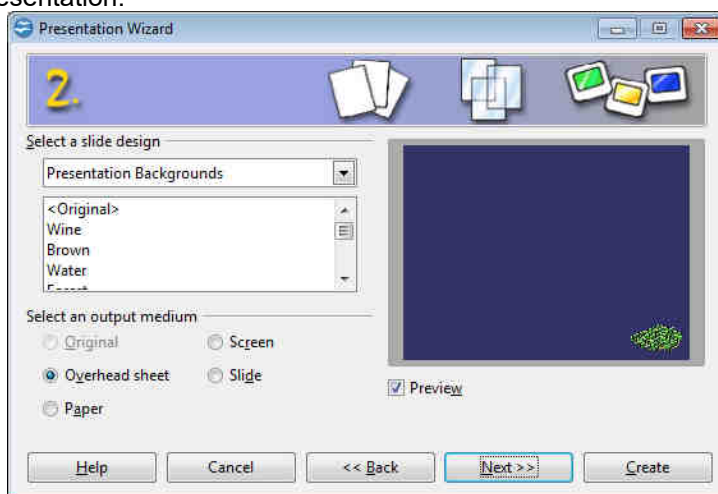 esentation.
Presentation Wizard
2.
Select a slide design
Presentation Backgrounds
<Original>
Wine
Brown
Water
Select an output medium
Original Screen
Overhead sheet Slide
Paper
Preview
Help Cancel << Back Next >> Create